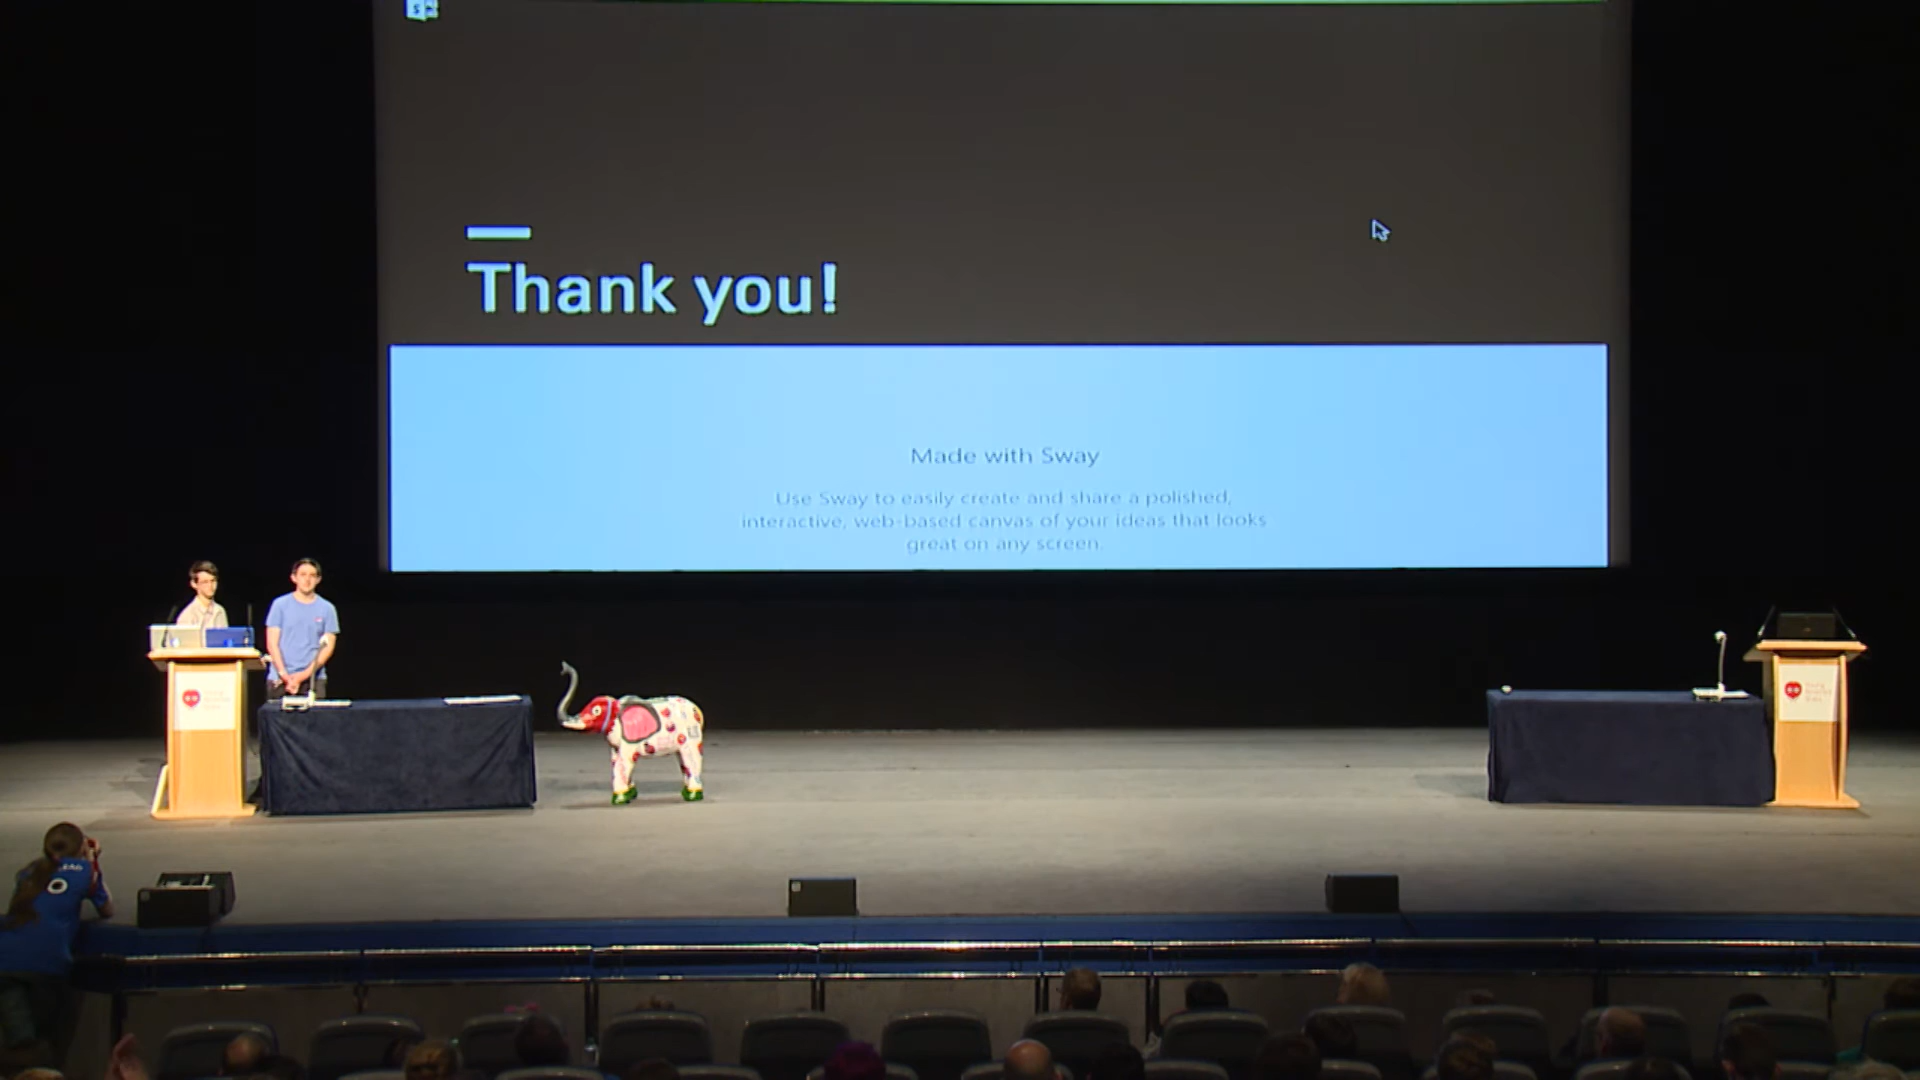 Thank you!
Made with Sway
Use Sway to easily create and share a polished,
interactive, web-based canvas of your ideas that looks
great on any screen.